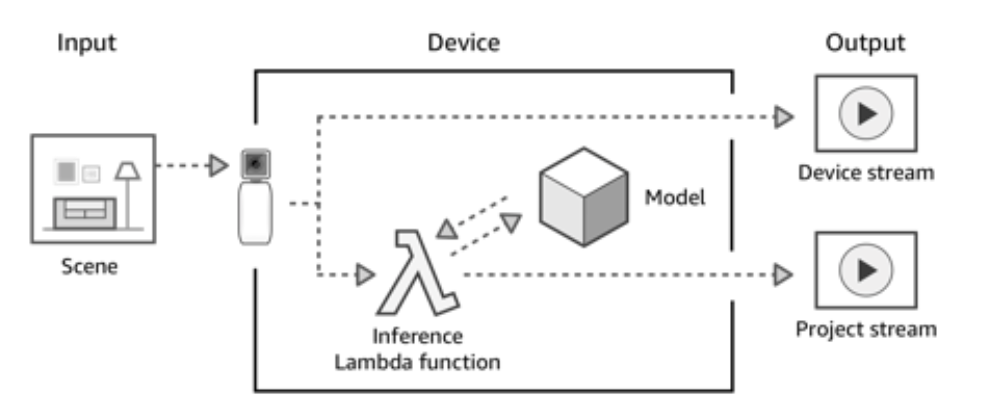 Input
Device
Output
Scene
Model
Device stream
Inference
Lambda function
Project stream